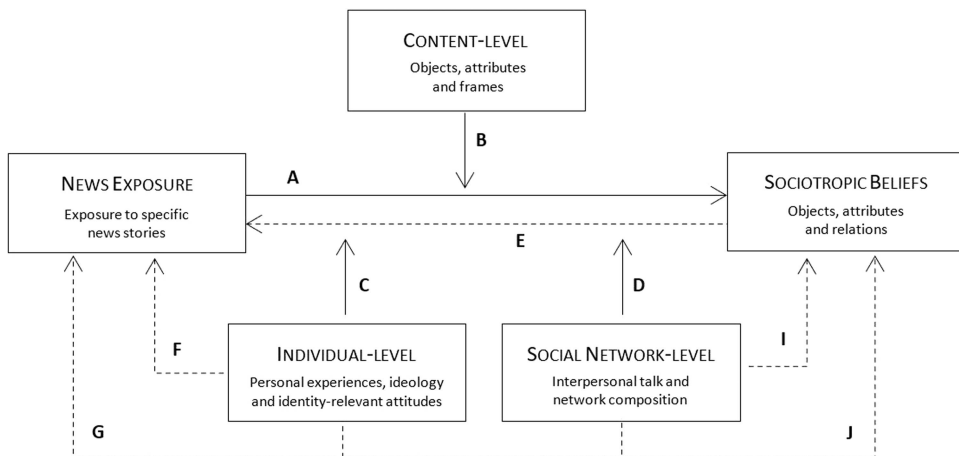 CONTENT-LEVEL
Objects, attributes
and frames
B
NEWS EXPOSURE
Exposure to specific
news stories
A
SOCIOTROPIC BELIEFS
Objects, attributes
and relations
E
C
D
F
INDIVIDUAL-LEVEL
Personal experiences, ideology
and identity-relevant attitudes
SOCIAL NETWORK-LEVEL
Interpersonal talk and
network composition
I
G
J